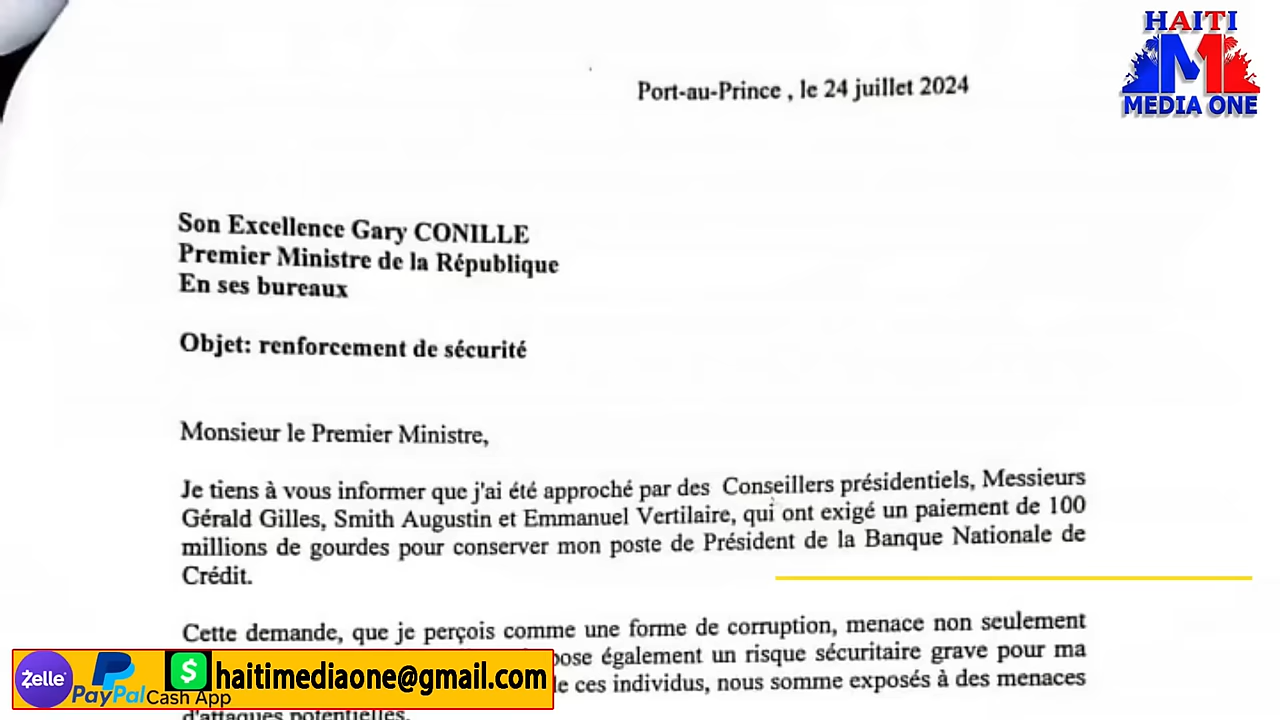 HAITI
M
MEDIA ONE
Port-au-Prince , le 24 juillet 2024
Son Excellence Gary CONILLE
Premier Ministre de la République
En ses bureaux
Objet: renforcement de sécurité
Monsieur le Premier Ministre,
Je tiens à vous informer que j'ai été approché par des Conseillers présidentiels, Messieurs
Gérald Gilles, Smith Augustin et Emmanuel Vertilaire, qui ont exigé un paiement de 100
millions de gourdes pour conserver mon poste de Président de la Banque Nationale de
Crédit.
Cette demande, que je perçois comme une forme de corruption, menace non seulement
également un risque sécuritaire grave pour ma
ces individus, nous somme exposés à des menaces
d'attaques potentielles.
Zelle
PayPal
$
Cash App
haitimediaone@gmail.com